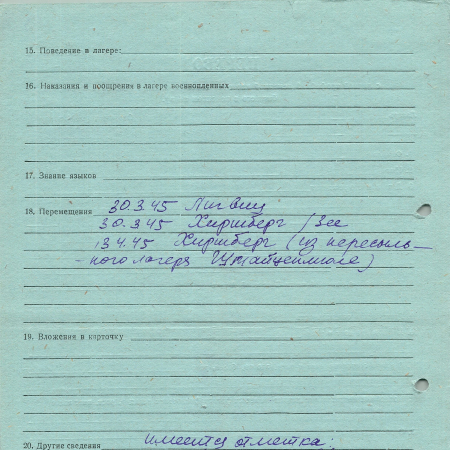 15. Поведение в лагере:
16. Наказания и поощрения в лагере военнопленных
17. Знание языков
18. Перемещения 30.3.45 Лигвиц
30.3.45 Хиршберг /Зее
13.4.45 Хиршберг (из пересыль-
-ного лагеря Цшайценмюле)
19. Вложения в карточку
20. Другие сведения имеется отметка: